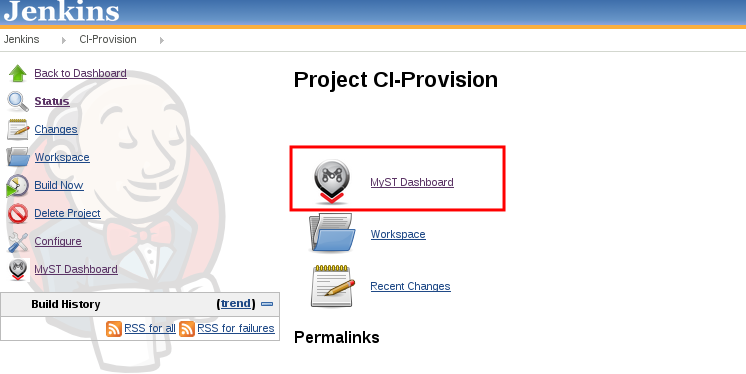 Jenkins
Jenkins CI-Provision
Back to Dashboard
Status
Changes
Workspace
Build Now
Delete Project
Configure
MyST Dashboard
Build History (trend)
RSS for all RSS for failures
Project CI-Provision
MyST Dashboard
Workspace
Recent Changes
Permalinks